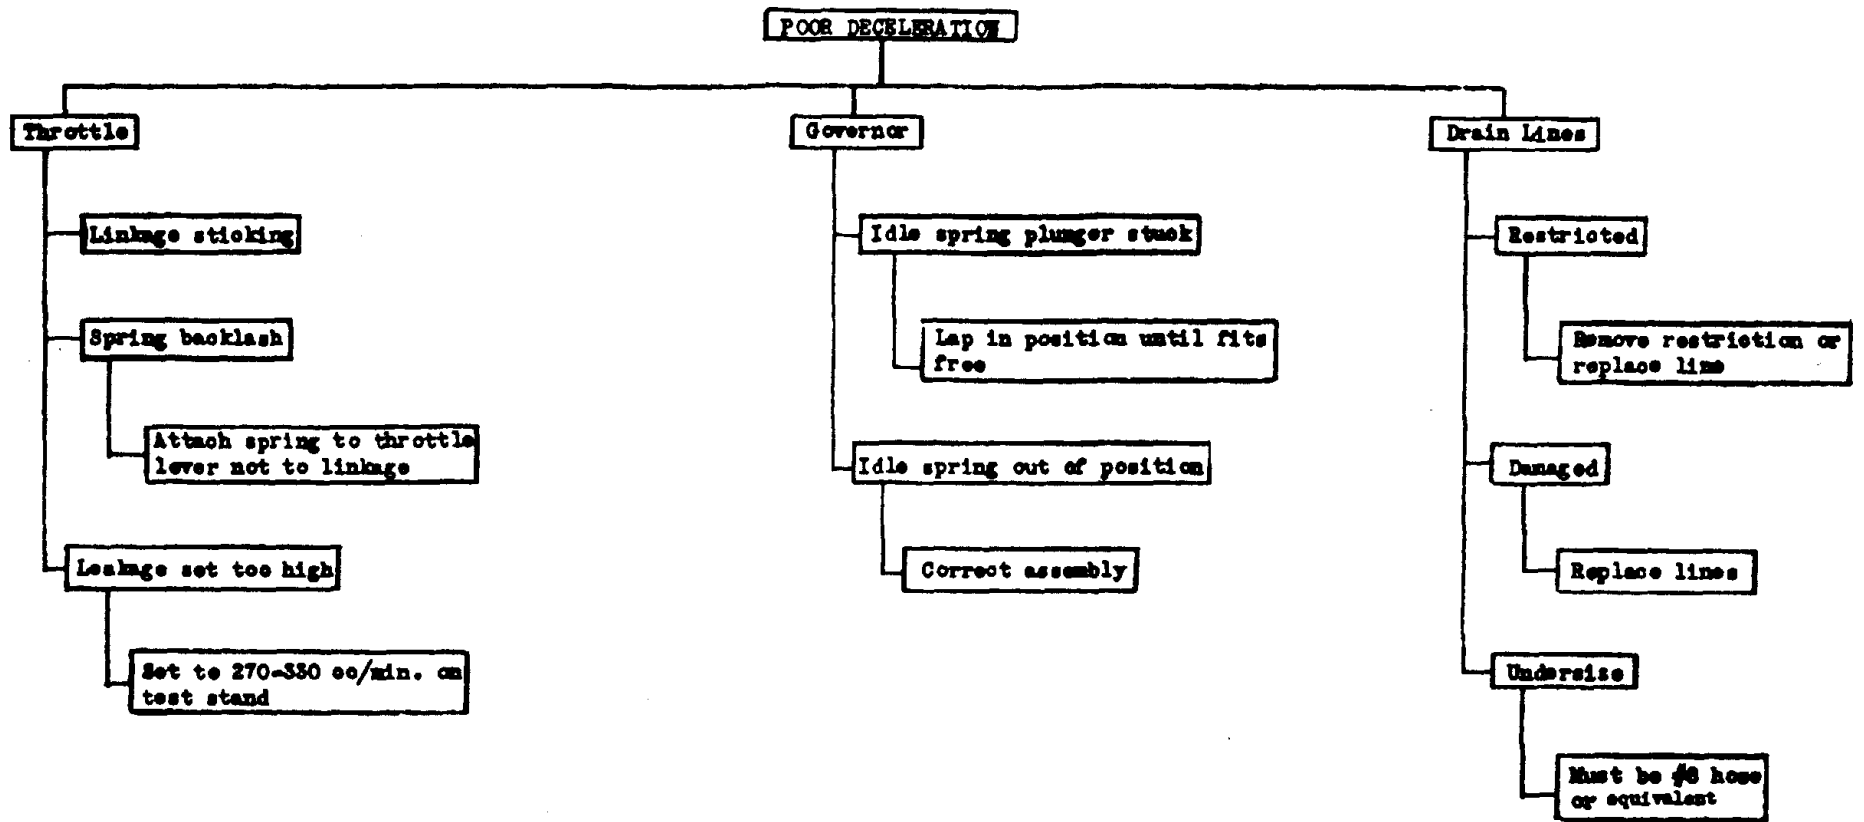 POOR DECELERATION
Throttle
Linkage sticking
Spring backlash
Attach spring to throttle
lever not to linkage
Leakage set too high
Set to 270-330 cc/min. on
test stand
Governor
Idle spring plunger stuck
Lap in position until fits
free
Idle spring out of position
Correct assembly
Drain Lines
Restricted
Remove restriction or
replace line
Damaged
Replace lines
Undersize
Must be hose
or equivalent